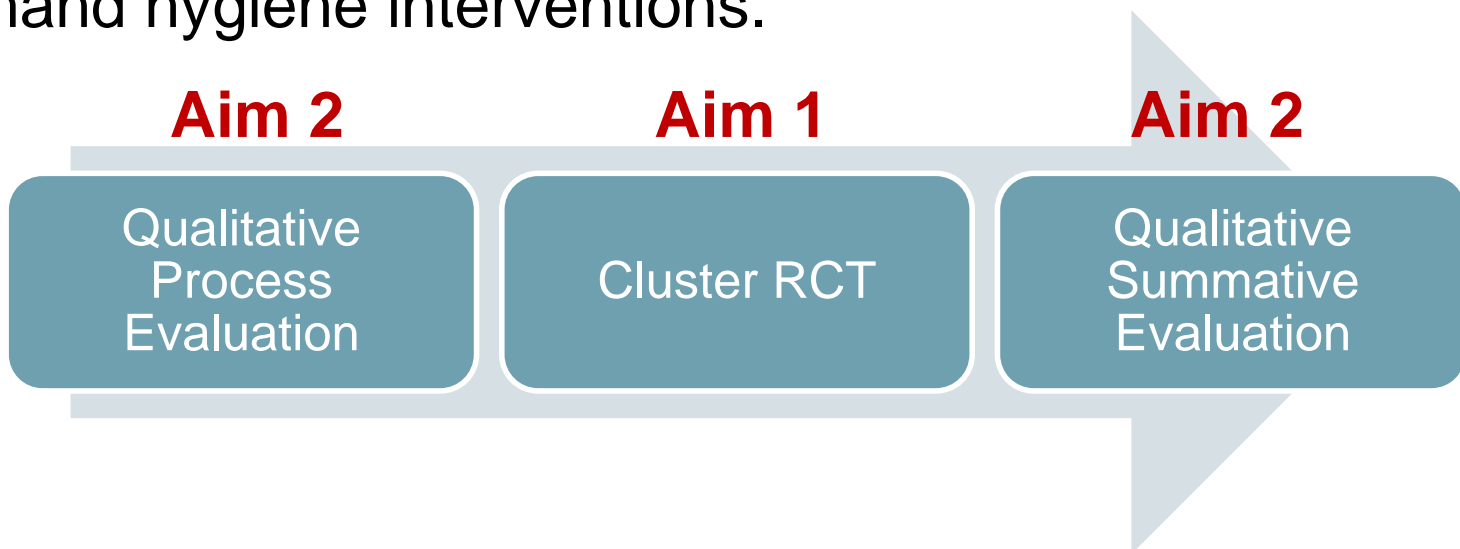 hand hygiene interventions.
Aim 2
Aim 1
Aim 2
Qualitative
Process
Evaluation
Cluster RCT
Qualitative
Summative
Evaluation